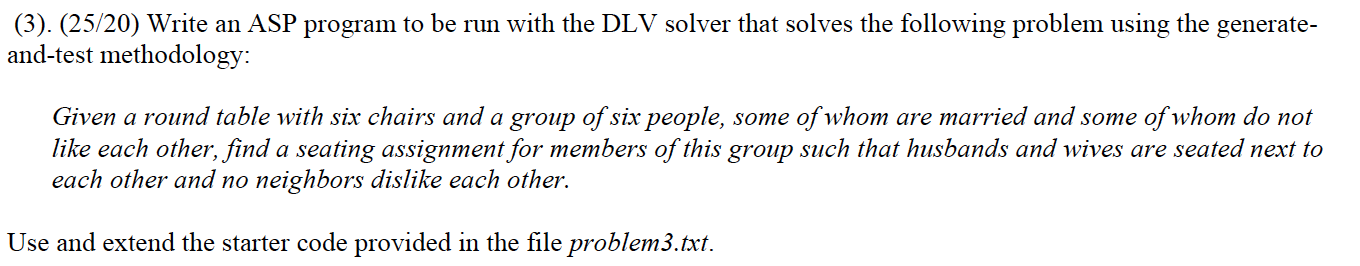 (3). (25/20) Write an ASP program to be run with the DLV solver that solves the following problem using the generate-
and-test methodology:
Given a round table with six chairs and a group of six people, some of whom are married and some of whom do not
like each other, find a seating assignment for members of this group such that husbands and wives are seated next to
each other and no neighbors dislike each other.
Use and extend the starter code provided in the file problem3.txt.